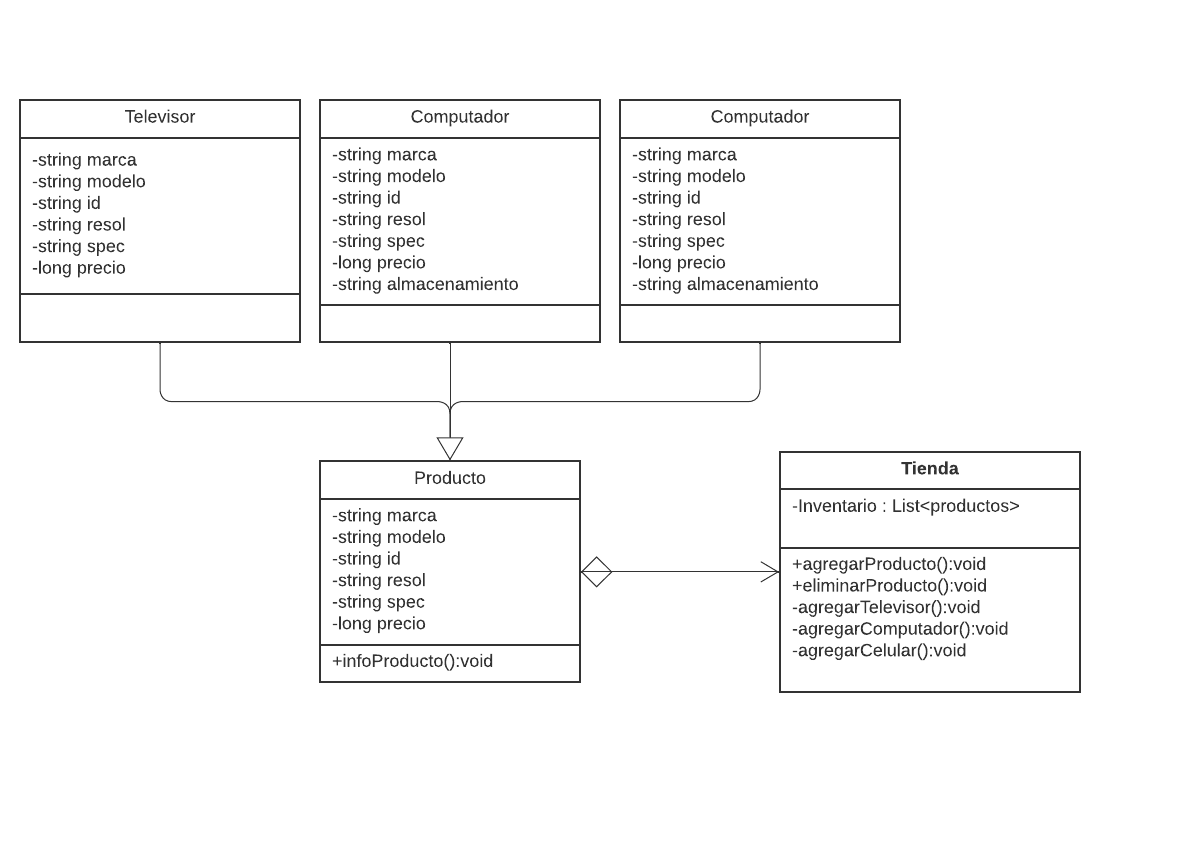 Televisor
-string marca
-string modelo
-string id
-string resol
-string spec
-long precio
Computador
-string marca
-string modelo
-string id
-string resol
-string spec
-long precio
-string almacenamiento
Computador
-string marca
-string modelo
-string id
-string resol
-string spec
-long precio
-string almacenamiento
Producto
-string marca
-string modelo
-string id
-string resol
-string spec
-long precio
+infoProducto():void
Tienda
-Inventario : List<productos>
+agregarProducto():void
+eliminarProducto():void
-agregarTelevisor():void
-agregarComputador():void
-agregarCelular():void